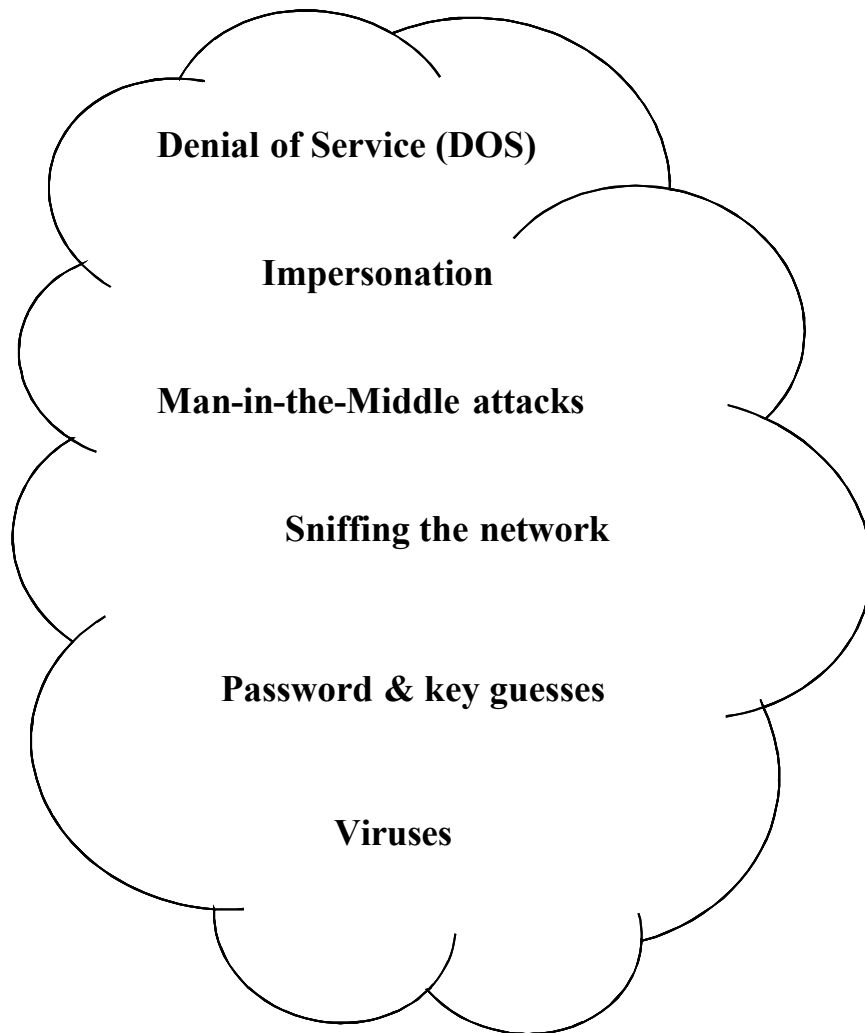 Denial of Service (DOS)
Impersonation
Man-in-the-Middle attacks
Sniffing the network
Password & key guesses
Viruses